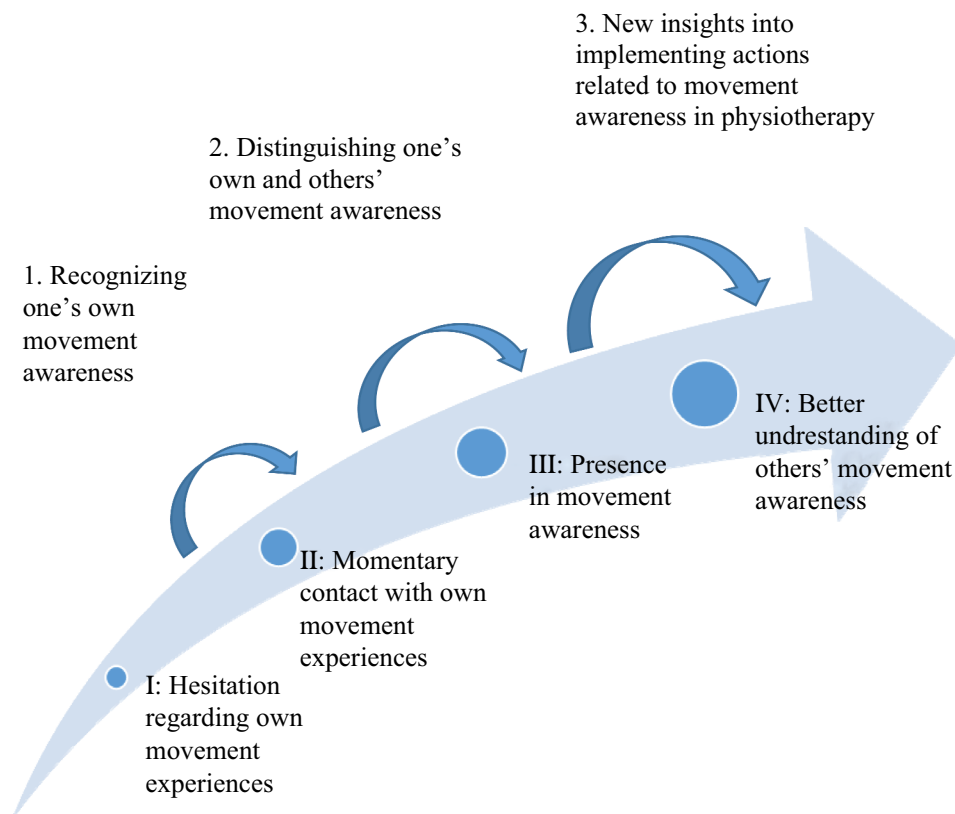 3. New insights into
implementing actions
related to movement
awareness in physiotherapy
2. Distinguishing one’s
own and others’
movement awareness
1. Recognizing
one’s own
movement
awareness
IV: Better
undrestanding of
others’ movement
awareness
III: Presence
in movement
awareness
II: Momentary
contact with own
movement
experiences
I: Hesitation
regarding own
movement
experiences